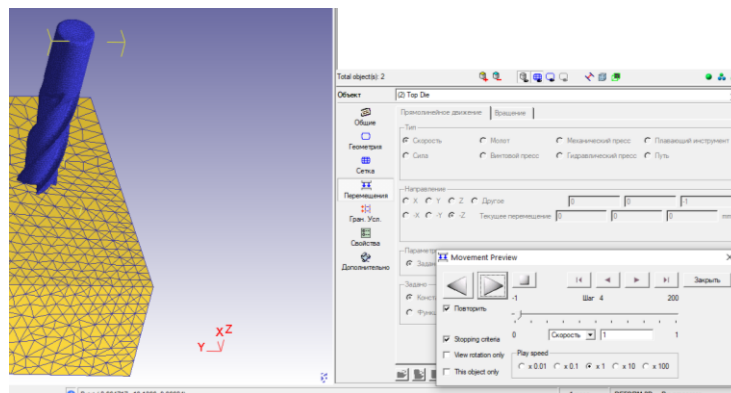 Total object(s): 2
Объект
Top Die
Общие
Геометрия
Сетка
Перемещения
Гран. Усл.
Свойства
Дополнительно
Прямолинейное движение Вращение
Тип
Скорость Молот Механический пресс Плавающий инструмент
Сила Винтовой пресс Гидравлический пресс Путь
Направление
X Y Z Другое 0 0 -1
-X -Y -Z Текущее перемещение 0 0 0 mm
Movement Preview
Закрыть
-1 Шаг 4 200
Повторить
Stopping criteria 0 Скорость 1 1
View rotation only
This object only
Play speed
x 0.01 x 0.1 x 1 x 10 x 100
Задано
X Z
Y